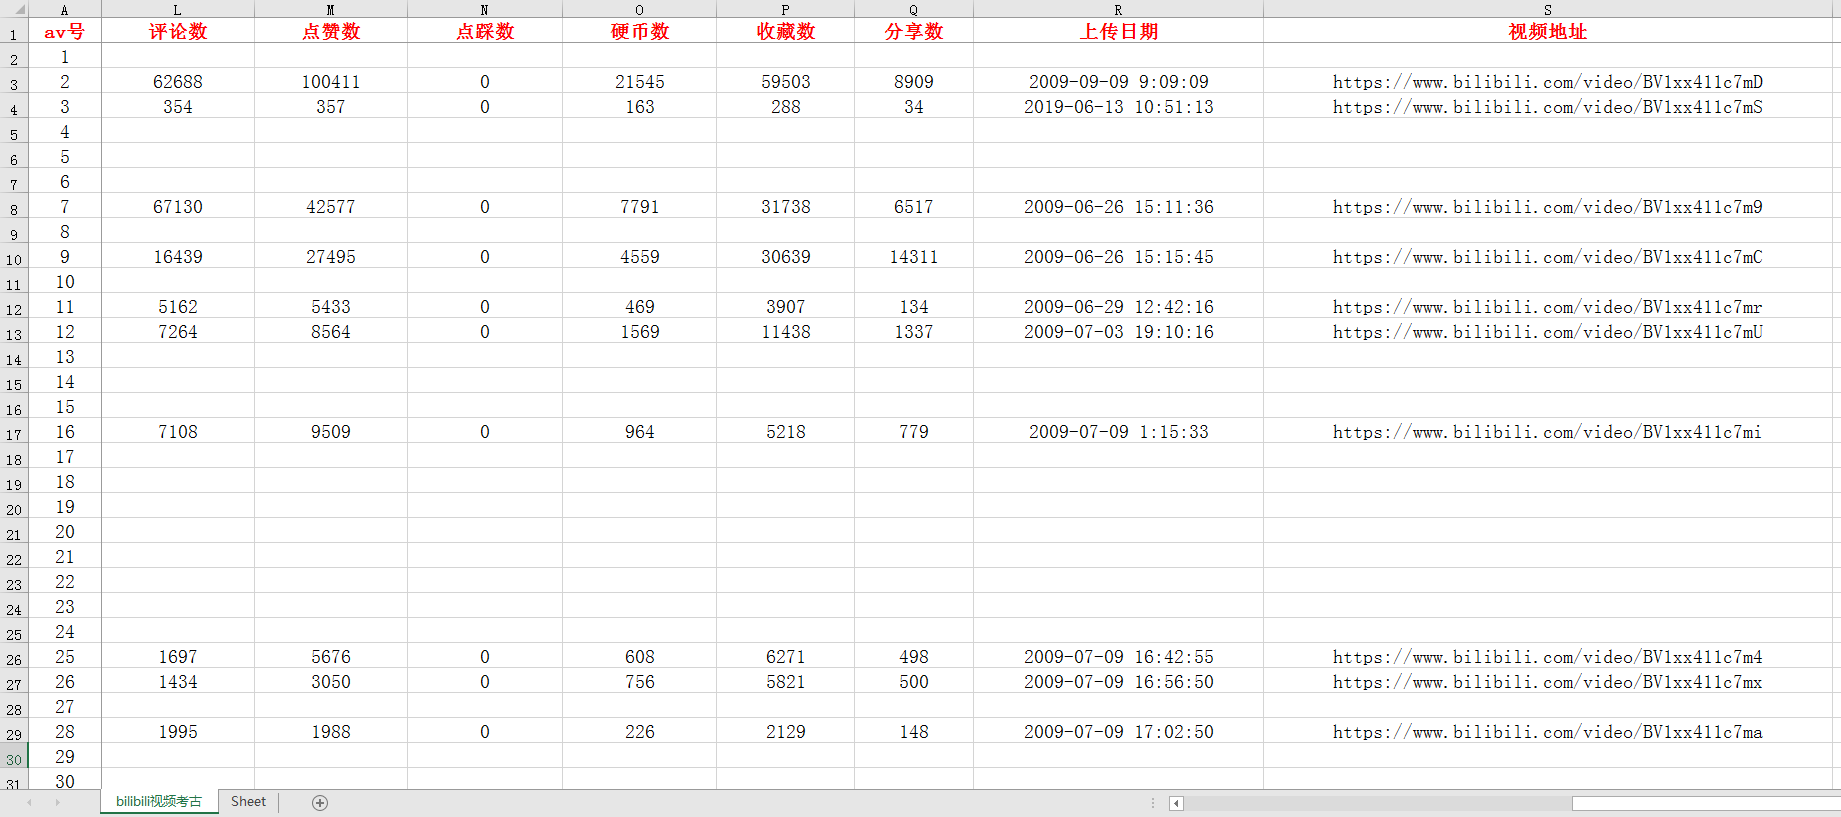 A L M N O P Q R S
1 av号 评论数 点赞数 点踩数 硬币数 收藏数 分享数 上传日期 视频地址
2 1
3 2 62688 100411 0 21545 59503 8909 2009-09-09 9:09:09 https://www.bilibili.com/video/BV1xx411c7mD
4 3 354 357 0 163 288 34 2019-06-13 10:51:13 https://www.bilibili.com/video/BV1xx411c7mS
5 4
6 5
7 6
8 7 67130 42577 0 7791 31738 6517 2009-06-26 15:11:36 https://www.bilibili.com/video/BV1xx411c7m9
9 8
10 9 16439 27495 0 4559 30639 14311 2009-06-26 15:15:45 https://www.bilibili.com/video/BV1xx411c7mC
11 10
12 11 5162 5433 0 469 3907 134 2009-06-29 12:42:16 https://www.bilibili.com/video/BV1xx411c7mr
13 12 7264 8564 0 1569 11438 1337 2009-07-03 19:10:16 https://www.bilibili.com/video/BV1xx411c7mU
14 13
15 14
16 15
17 16 7108 9509 0 964 5218 779 2009-07-09 1:15:33 https://www.bilibili.com/video/BV1xx411c7mi
18 17
19 18
20 19
21 20
22 21
23 22
24 23
25 24
26 25 1697 5676 0 608 6271 498 2009-07-09 16:42:55 https://www.bilibili.com/video/BV1xx411c7m4
27 26 1434 3050 0 756 5821 500 2009-07-09 16:56:50 https://www.bilibili.com/video/BV1xx411c7mx
28 27
29 28 1995 1988 0 226 2129 148 2009-07-09 17:02:50 https://www.bilibili.com/video/BV1xx411c7ma
30 29
31 30
bilibili视频考古 Sheet